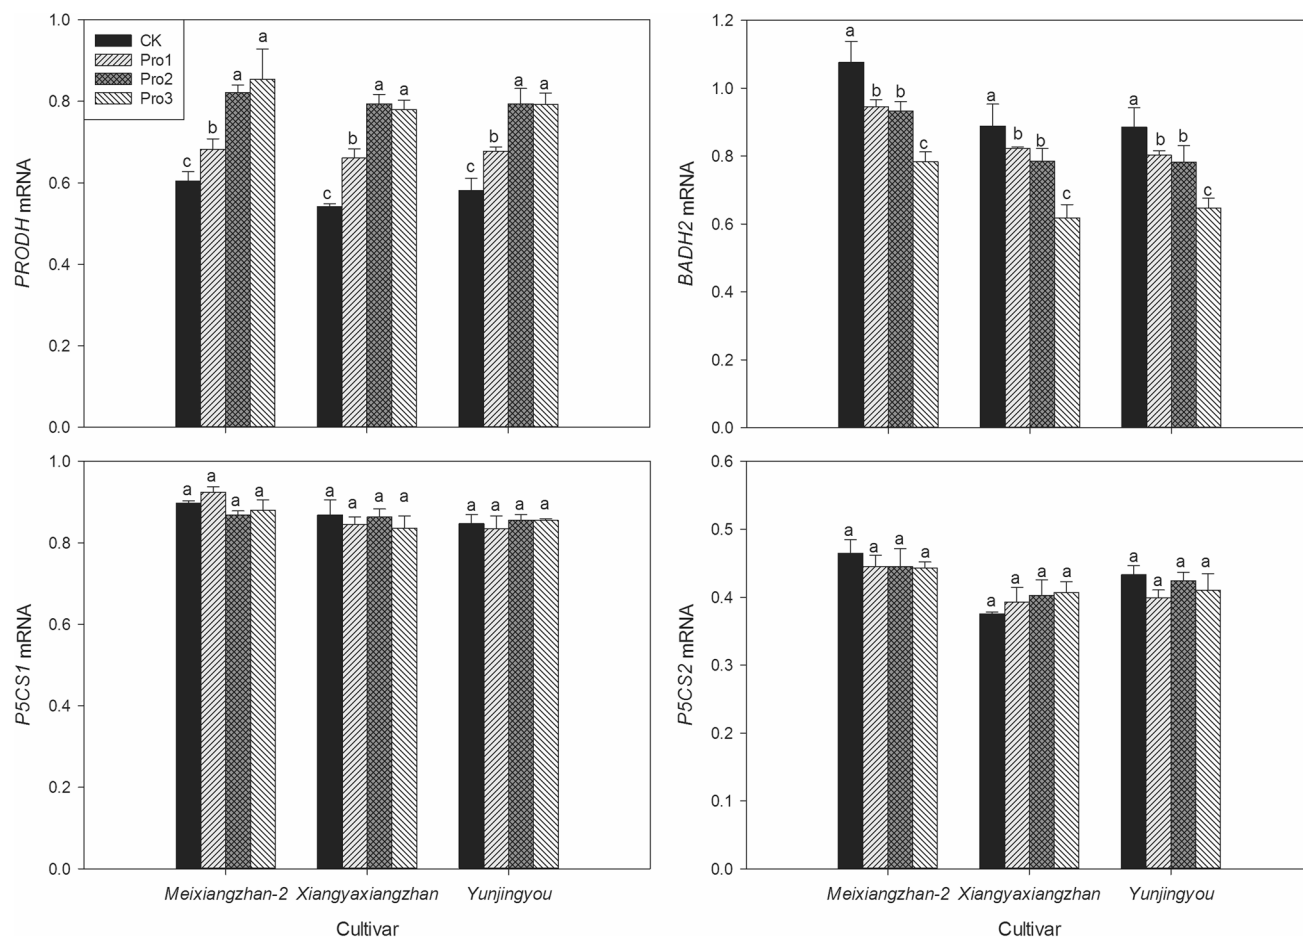 1.0
0.8
0.6
0.4
0.2
0.0
PRODH mRNA
CK
Pro1
Pro2
Pro3
c
b
a
a
c
b
a
a
c
b
a
a
1.2
1.0
0.8
0.6
0.4
0.2
0.0
BADH2 mRNA
a
b
b
c
a
b
b
c
a
b
b
c
1.0
0.8
0.6
0.4
0.2
0.0
P5CS1 mRNA
a
a
a
a
a
a
a
a
a
a
a
a
Meixiangzhan-2 Xiangyaxiangzhan Yunjingyou
Cultivar
0.6
0.5
0.4
0.3
0.2
0.1
0.0
P5CS2 mRNA
a
a
a
a
a
a
a
a
a
a
a
a
Meixiangzhan-2 Xiangyaxiangzhan Yunjingyou
Cultivar